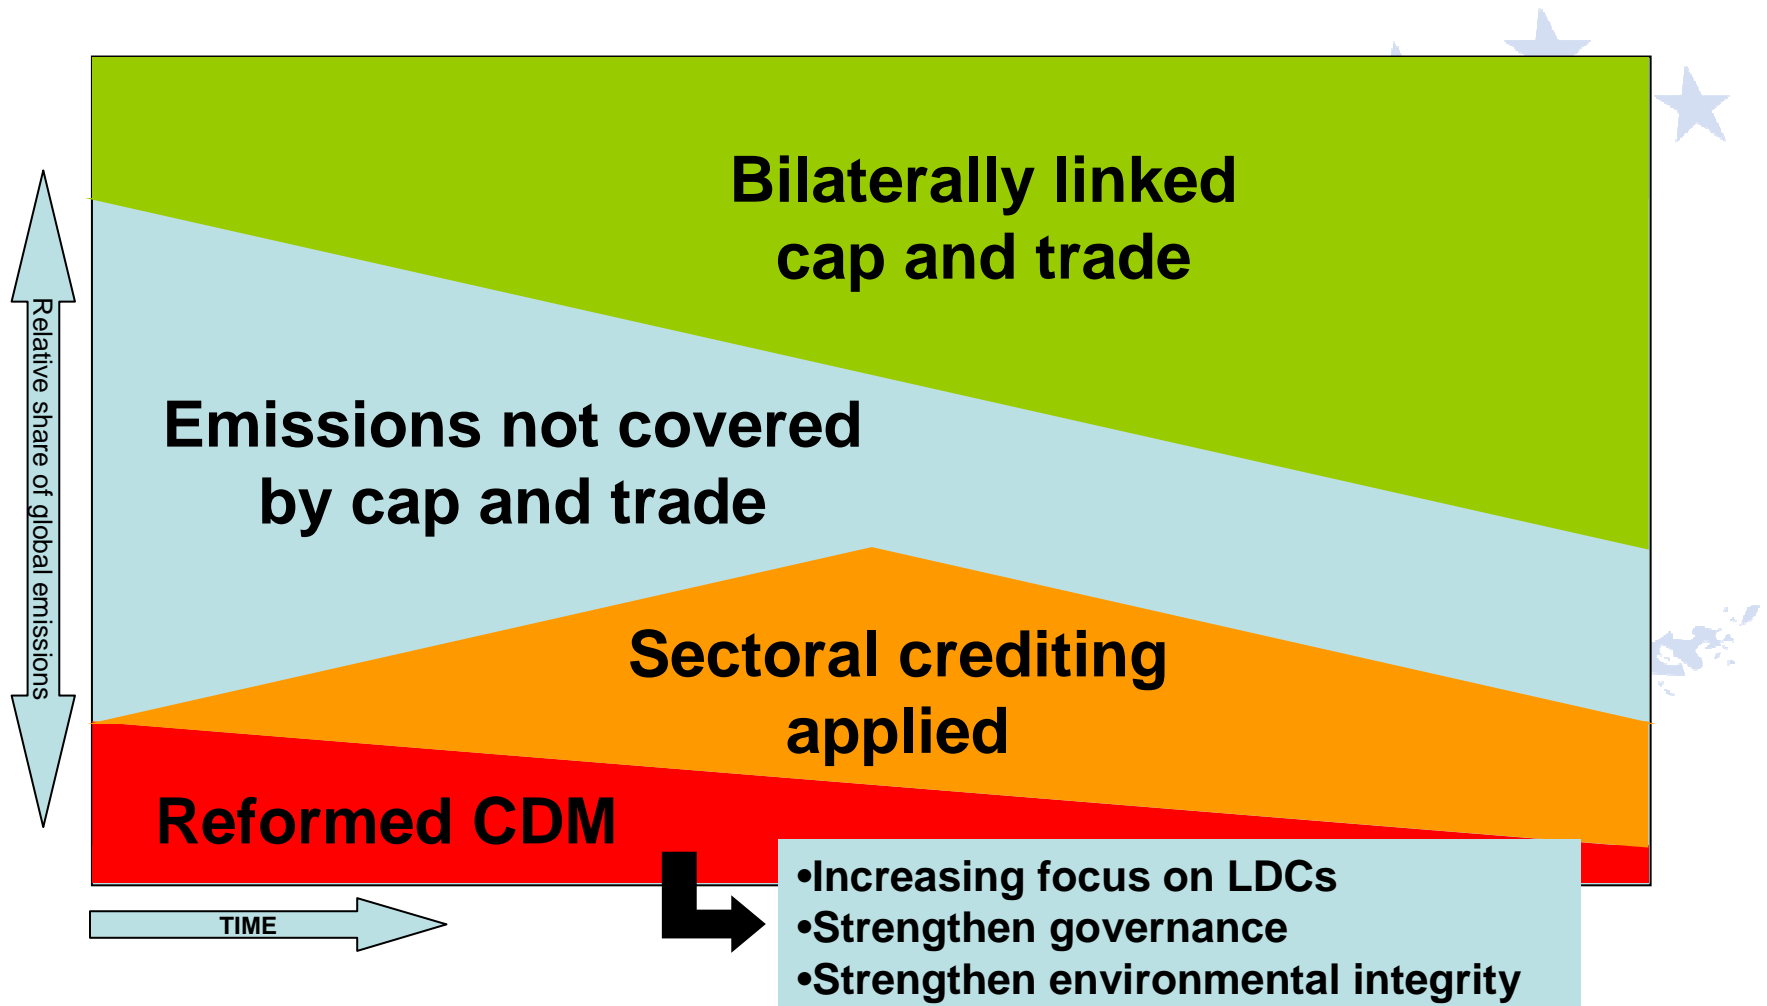 Bilaterally linked
cap and trade
Relative share of global emissions
Emissions not covered
by cap and trade
Sectoral crediting
applied
Reformed CDM
•Increasing focus on LDCs
•Strengthen governance
•Strengthen environmental integrity
TIME